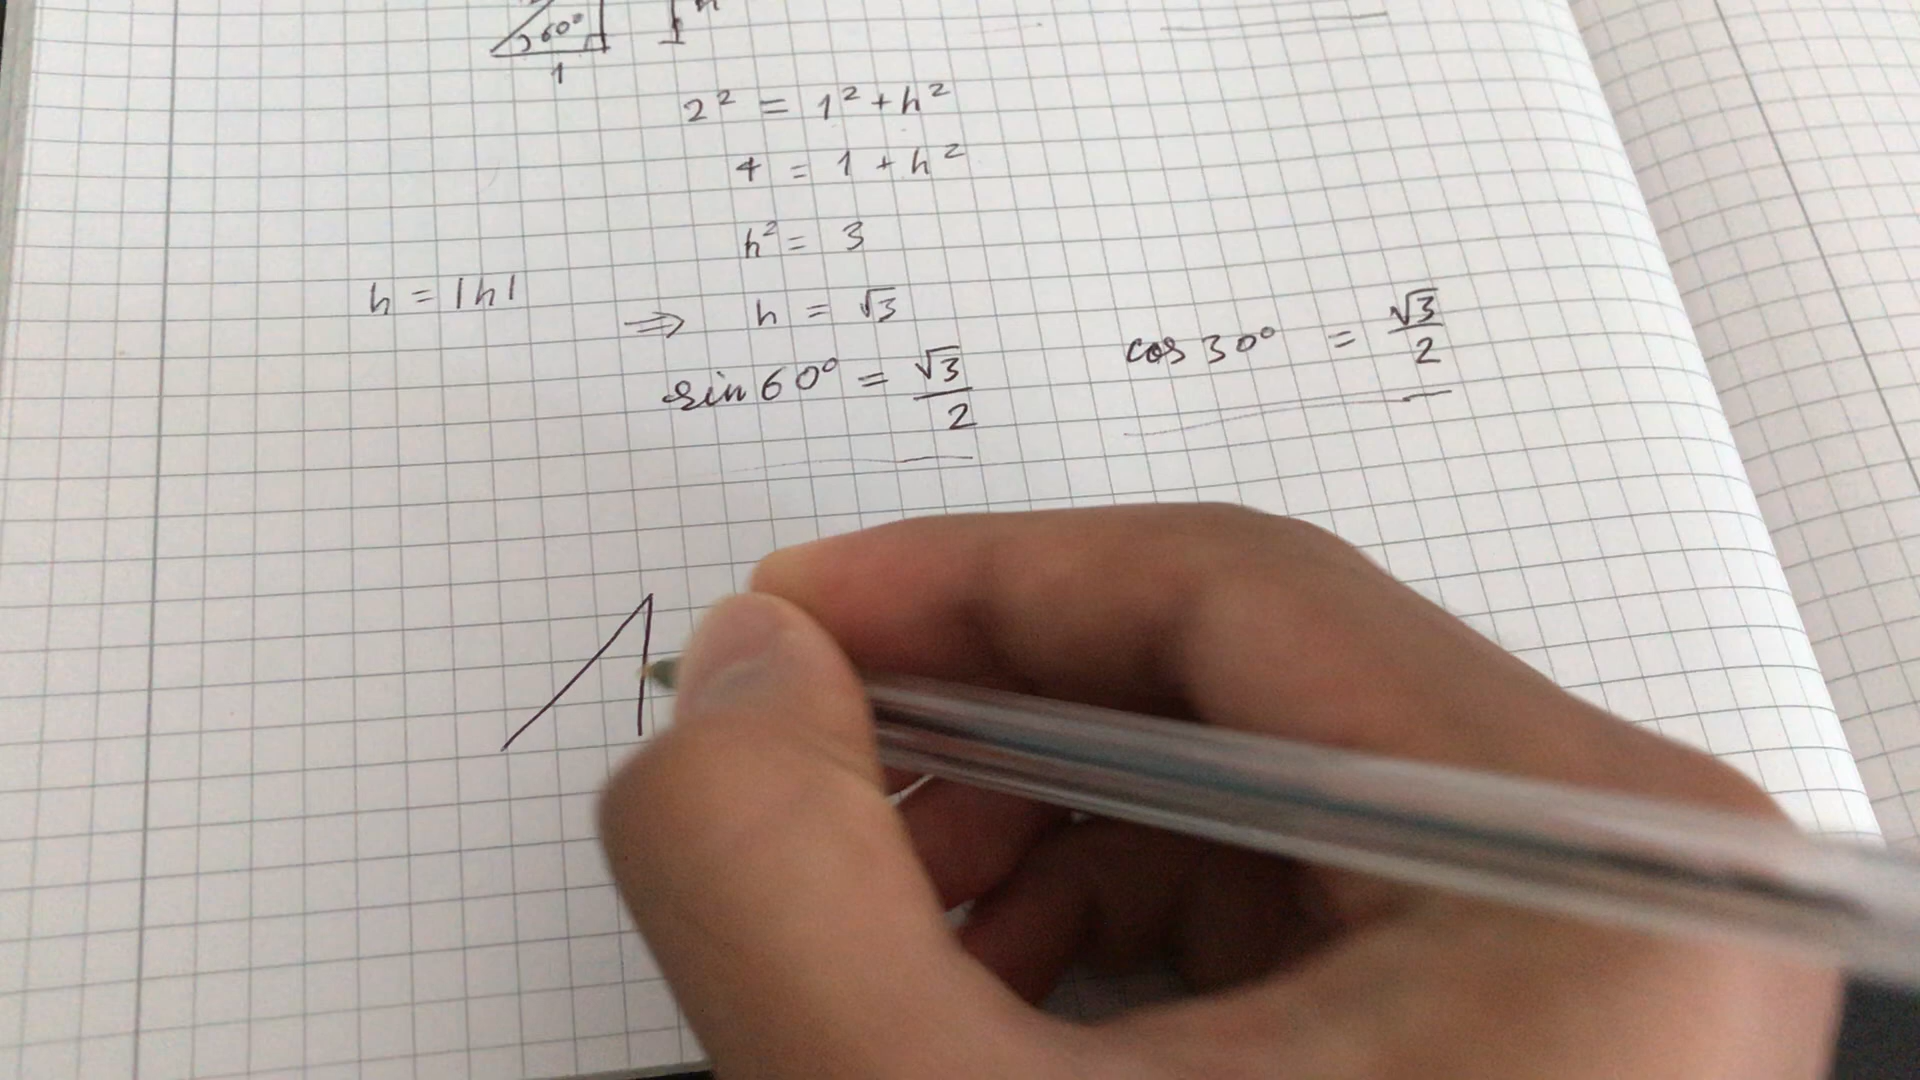 60° h
1
2² = 1² + h²
4 = 1 + h²
h² = 3
h = |h| ⇒ h = √3
sin 60° = √3/2 cos 30° = √3/2